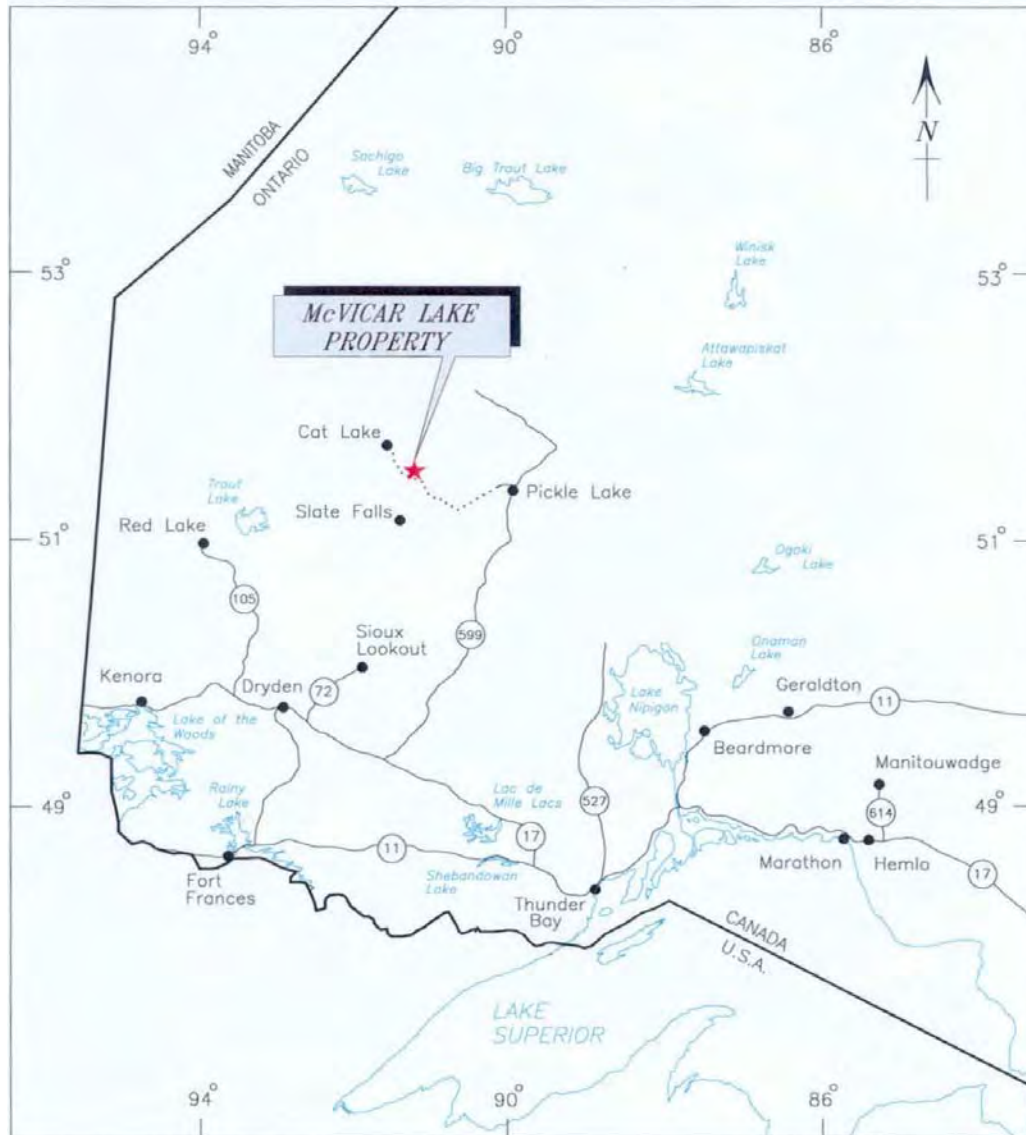 94°
90°
86°
N
MANITOBA
ONTARIO
Sachigo
Lake
Big Trout Lake
53°
53°
Winisk
Lake
McVICAR LAKE
PROPERTY
Attawapiskat
Lake
Cat Lake
Pickle Lake
Trout
Lake
Slate Falls
Red Lake
51°
51°
Ogoki
Lake
105
599
Sioux
Lookout
Onaman
Lake
Kenora
Dryden
72
Lake
Nipigon
Geraldton
11
Lake of the
Woods
Beardmore
Manitouwadge
Rainy
Lake
Lac de
Mille Lacs
49°
49°
527
614
17
11
Marathon
Hemlo
Shebandowan
Lake
17
Fort
Frances
Thunder
Bay
CANADA
U.S.A.
LAKE
SUPERIOR
94°
90°
86°